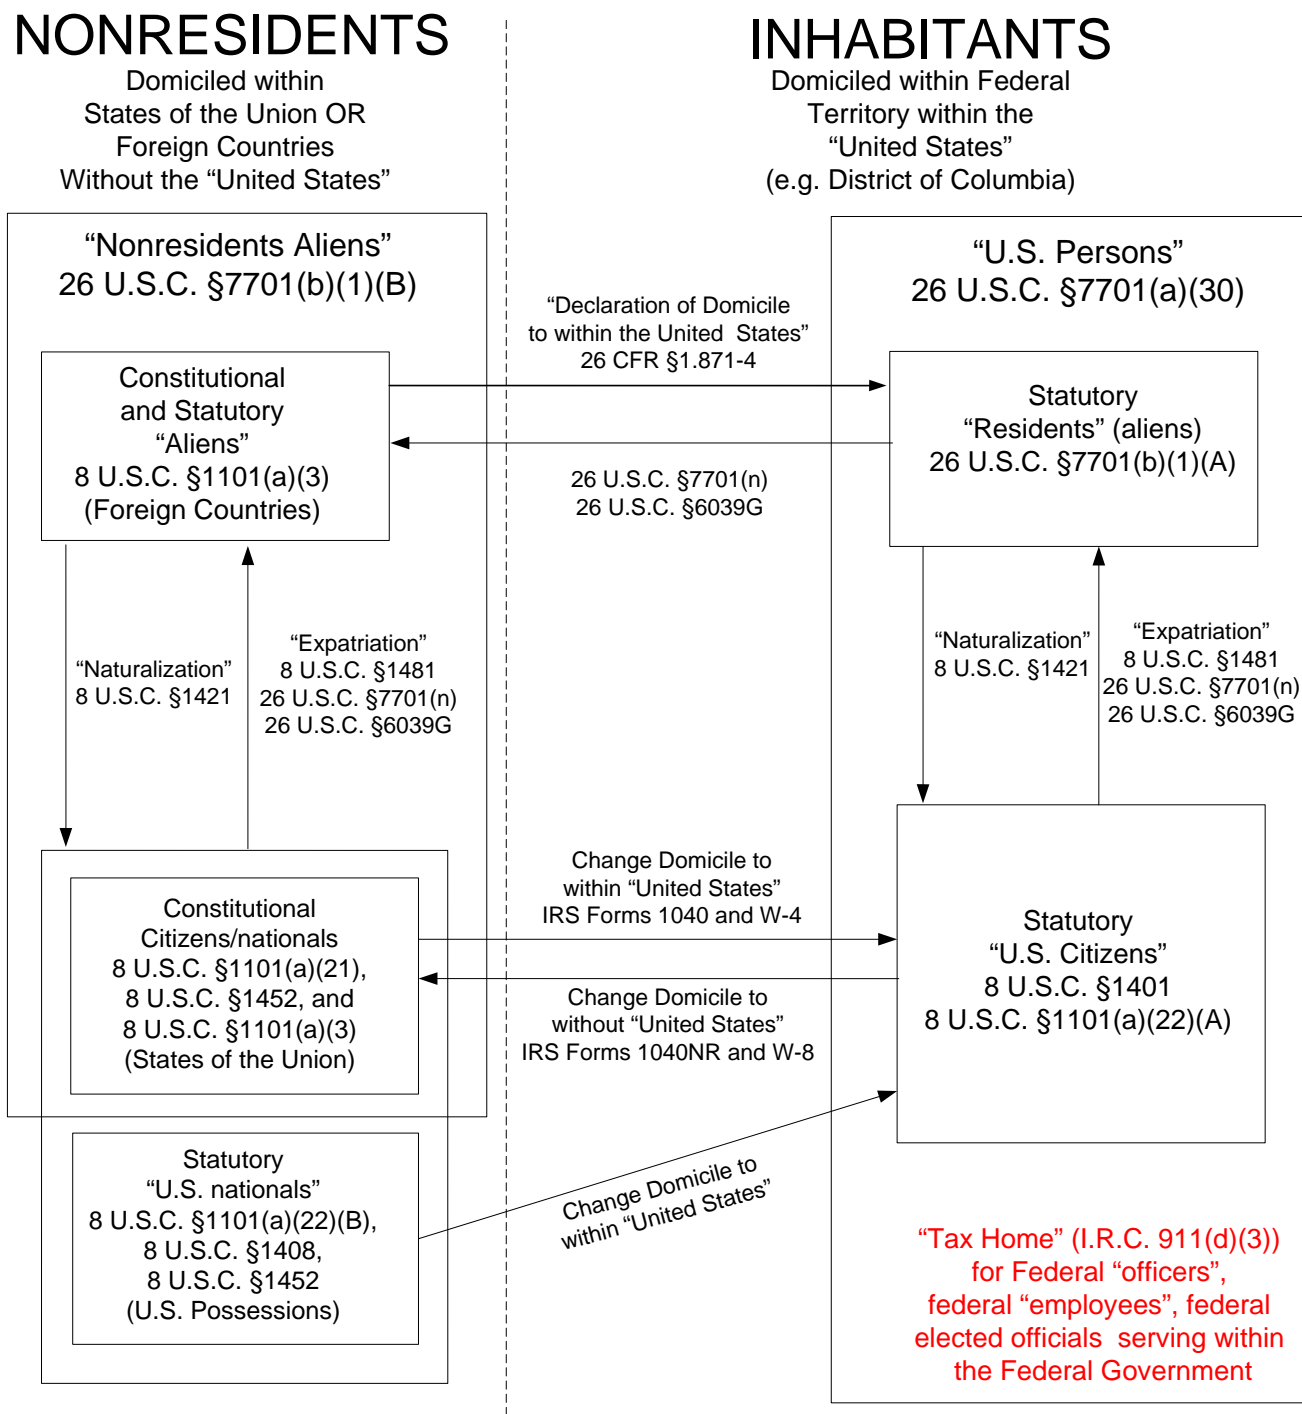 NONRESIDENTS
Domiciled within
States of the Union OR
Foreign Countries
Without the “United States”
“Nonresidents Aliens”
26 U.S.C. §7701(b)(1)(B)
Constitutional
and Statutory
“Aliens”
8 U.S.C. §1101(a)(3)
(Foreign Countries)
“Naturalization”
8 U.S.C. §1421
“Expatriation”
8 U.S.C. §1481
26 U.S.C. §7701(n)
26 U.S.C. §6039G
Constitutional
Citizens/nationals
8 U.S.C. §1101(a)(21),
8 U.S.C. §1452, and
8 U.S.C. §1101(a)(3)
(States of the Union)
Statutory
“U.S. nationals”
8 U.S.C. §1101(a)(22)(B),
8 U.S.C. §1408,
8 U.S.C. §1452
(U.S. Possessions)
“Declaration of Domicile
to within the United States”
26 CFR §1.871-4
26 U.S.C. §7701(n)
26 U.S.C. §6039G
Change Domicile to
within “United States”
IRS Forms 1040 and W-4
Change Domicile to
without “United States”
IRS Forms 1040NR and W-8
Change Domicile to
within “United States”
INHABITANTS
Domiciled within Federal
Territory within the
“United States”
(e.g. District of Columbia)
“U.S. Persons”
26 U.S.C. §7701(a)(30)
Statutory
“Residents” (aliens)
26 U.S.C. §7701(b)(1)(A)
“Naturalization”
8 U.S.C. §1421
“Expatriation”
8 U.S.C. §1481
26 U.S.C. §7701(n)
26 U.S.C. §6039G
Statutory
“U.S. Citizens”
8 U.S.C. §1401
8 U.S.C. §1101(a)(22)(A)
“Tax Home” (I.R.C. 911(d)(3))
for Federal “officers”,
federal “employees”, federal
elected officials serving within
the Federal Government